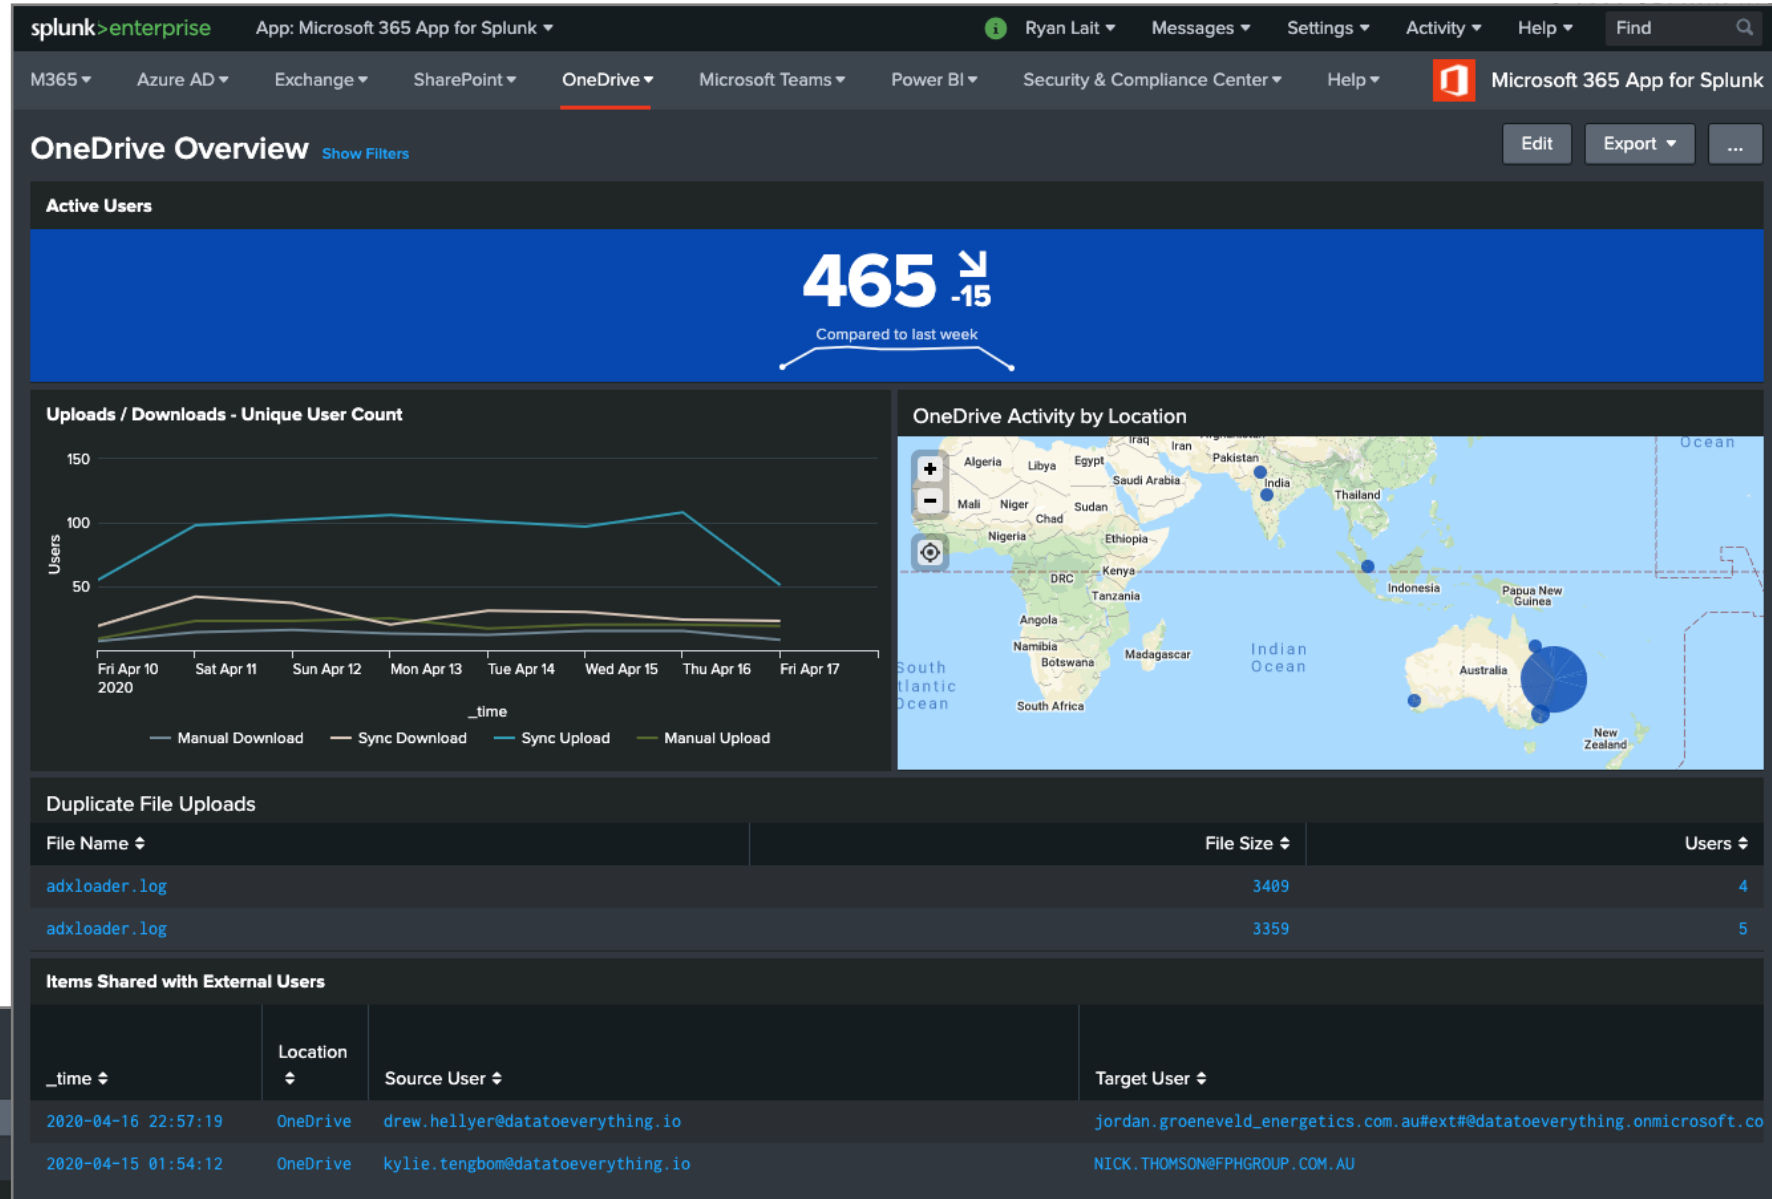 splunk>enterprise App: Microsoft 365 App for Splunk i Ryan Lait Messages Settings Activity Help Find
M365 Azure AD Exchange SharePoint OneDrive Microsoft Teams Power BI Security & Compliance Center Help Microsoft 365 App for Splunk
OneDrive Overview Show Filters Edit Export ...
Active Users
465 -15
Compared to last week
Uploads / Downloads - Unique User Count
150
100
50
Users
Fri Apr 10 Sat Apr 11 Sun Apr 12 Mon Apr 13 Tue Apr 14 Wed Apr 15 Thu Apr 16 Fri Apr 17
2020
_time
Manual Download Sync Download Sync Upload Manual Upload
OneDrive Activity by Location
+
−
Iraq
Iran
Ocean
Algeria
Libya
Egypt
Pakistan
Saudi Arabia
India
Thailand
Mali
Niger
Chad
Sudan
Nigeria
Ethiopia
DRC
Kenya
Tanzania
Indonesia
Papua New
Guinea
Angola
Namibia
Botswana
Madagascar
Indian
Ocean
Australia
South
South Africa
New
Zealand
Duplicate File Uploads
File Name File Size Users
adxloader.log 3409 4
adxloader.log 3359 5
Items Shared with External Users
_time Location Source User Target User
2020-04-16 22:57:19 OneDrive drew.hellyer@datatoeverything.io jordan.groeneveld_energetics.com.au#ext#@datatoeverything.onmicrosoft.co
2020-04-15 01:54:12 OneDrive kylie.tengbom@datatoeverything.io NICK.THOMSON@FPHGROUP.COM.AU